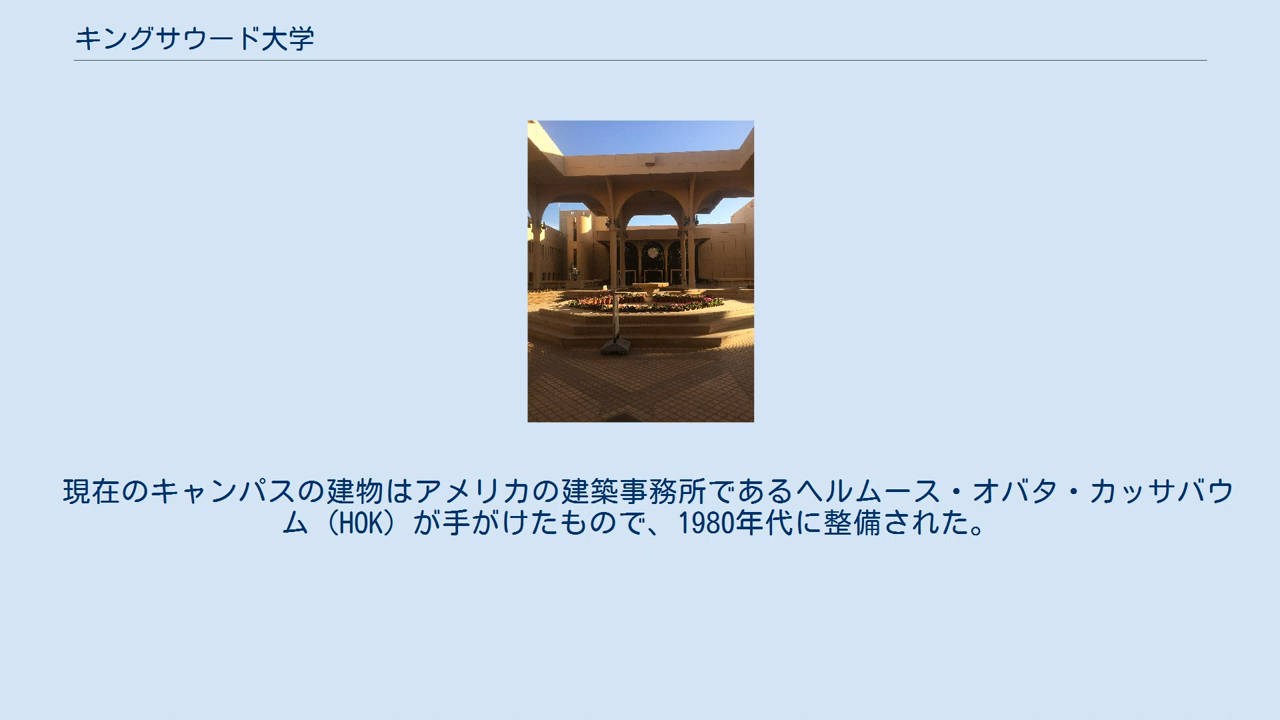 キングサウード大学
現在のキャンパスの建物はアメリカの建築事務所であるヘルムース・オバタ・カッサバウ
ム（HOK）が手がけたもので、1980年代に整備された。